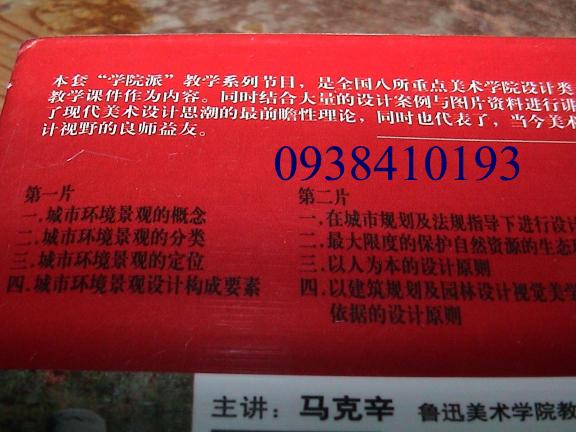 本套“学院派”教学系列节目，是全国八所重点美术学院设计类
教学课件作为内容。同时结合大量的设计案例与图片资料进行讲
了现代美术设计思潮的最前瞻性理论，同时也代表了，当今美术
计视野的良师益友。
0938410193
第一片
一.城市环境景观的概念
二.城市环境景观的分类
三.城市环境景观的定位
四.城市环境景观设计构成要素
第二片
一.在城市规划及法规指导下进行设计
二.最大限度的保护自然资源的生态
三.以人为本的设计原则
四.以建筑规划及园林设计视觉美学
依据的设计原则
主讲：马克辛 鲁迅美术学院教